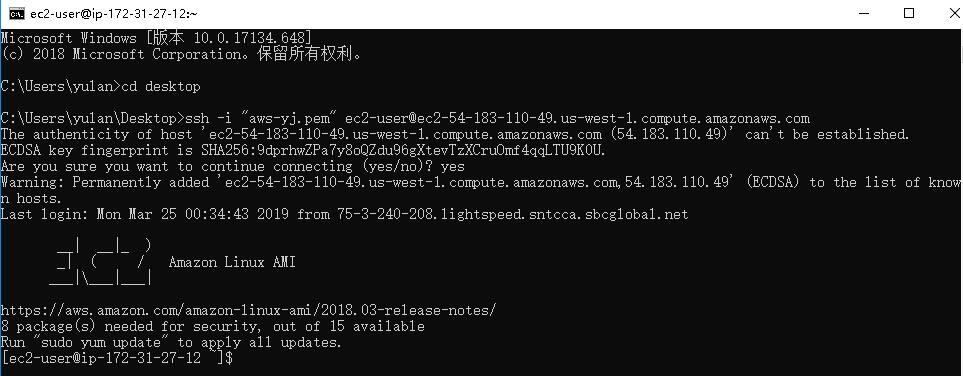 ec2-user@ip-172-31-27-12:~
Microsoft Windows [版本 10.0.17134.648]
(c) 2018 Microsoft Corporation。保留所有权利。
C:\Users\yulan>cd desktop
C:\Users\yulan\Desktop>ssh -i "aws-yj.pem" ec2-user@ec2-54-183-110-49.us-west-1.compute.amazonaws.com
The authenticity of host 'ec2-54-183-110-49.us-west-1.compute.amazonaws.com (54.183.110.49)' can't be established.
ECDSA key fingerprint is SHA256:9dprhwZPa7y8oQZdu96gXtevTzXCruOmf4qqLTU9K0U.
Are you sure you want to continue connecting (yes/no)? yes
Warning: Permanently added 'ec2-54-183-110-49.us-west-1.compute.amazonaws.com,54.183.110.49' (ECDSA) to the list of know
n hosts.
Last login: Mon Mar 25 00:34:43 2019 from 75-3-240-208.lightspeed.sntcca.sbcglobal.net
__|  __|_  )
_|  (     /   Amazon Linux AMI
___|\___|___|
https://aws.amazon.com/amazon-linux-ami/2018.03-release-notes/
8 package(s) needed for security, out of 15 available
Run "sudo yum update" to apply all updates.
[ec2-user@ip-172-31-27-12 ~]$